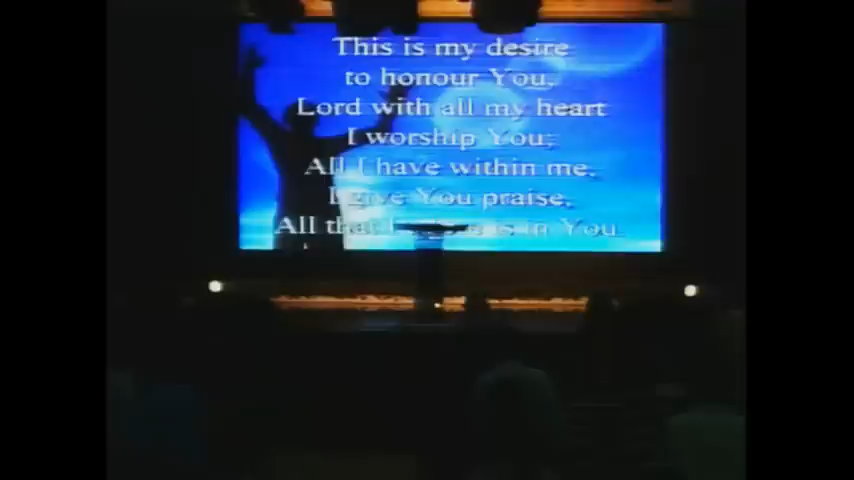 This is my desire
to honour You,
Lord with all my heart
I worship You;
All I have within me,
I give You praise,
All that I is in You.